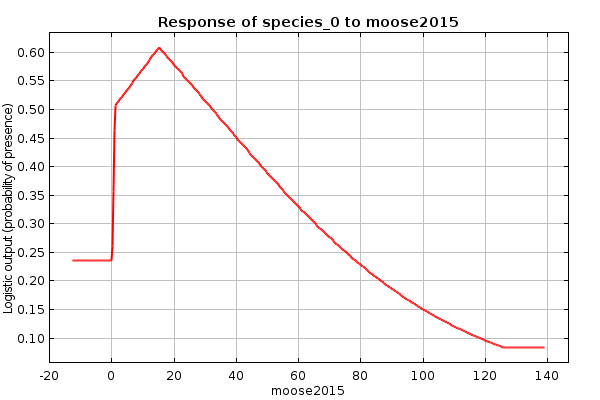 Response of species_0 to moose2015
Logistic output (probability of presence)
0.60
0.55
0.50
0.45
0.40
0.35
0.30
0.25
0.20
0.15
0.10
-20 0 20 40 60 80 100 120 140
moose2015